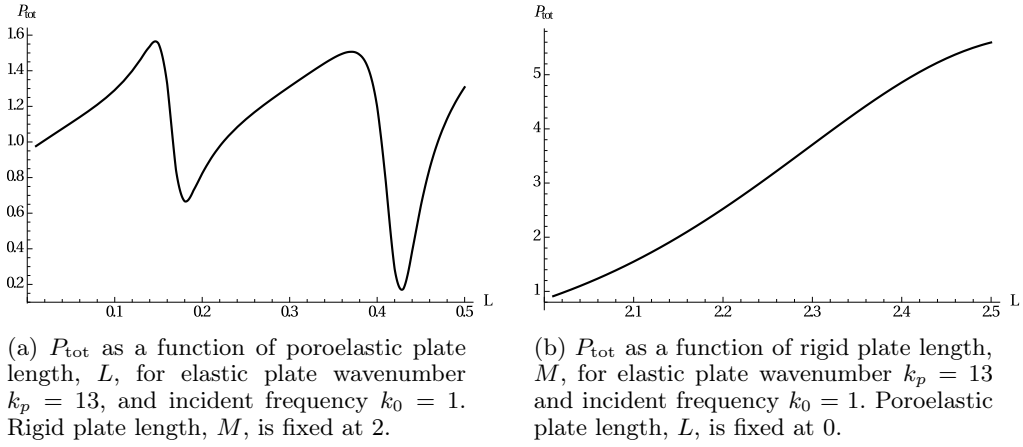 P_tot
1.6
1.4
1.2
1.0
0.8
0.6
0.4
0.2
0.1 0.2 0.3 0.4 0.5
L
P_tot
5
4
3
2
1
2.1 2.2 2.3 2.4 2.5
L
(a) P_tot as a function of poroelastic plate
length, L, for elastic plate wavenumber
k_p = 13, and incident frequency k_0 = 1.
Rigid plate length, M, is fixed at 2.
(b) P_tot as a function of rigid plate length,
M, for elastic plate wavenumber k_p = 13
and incident frequency k_0 = 1. Poroelastic
plate length, L, is fixed at 0.